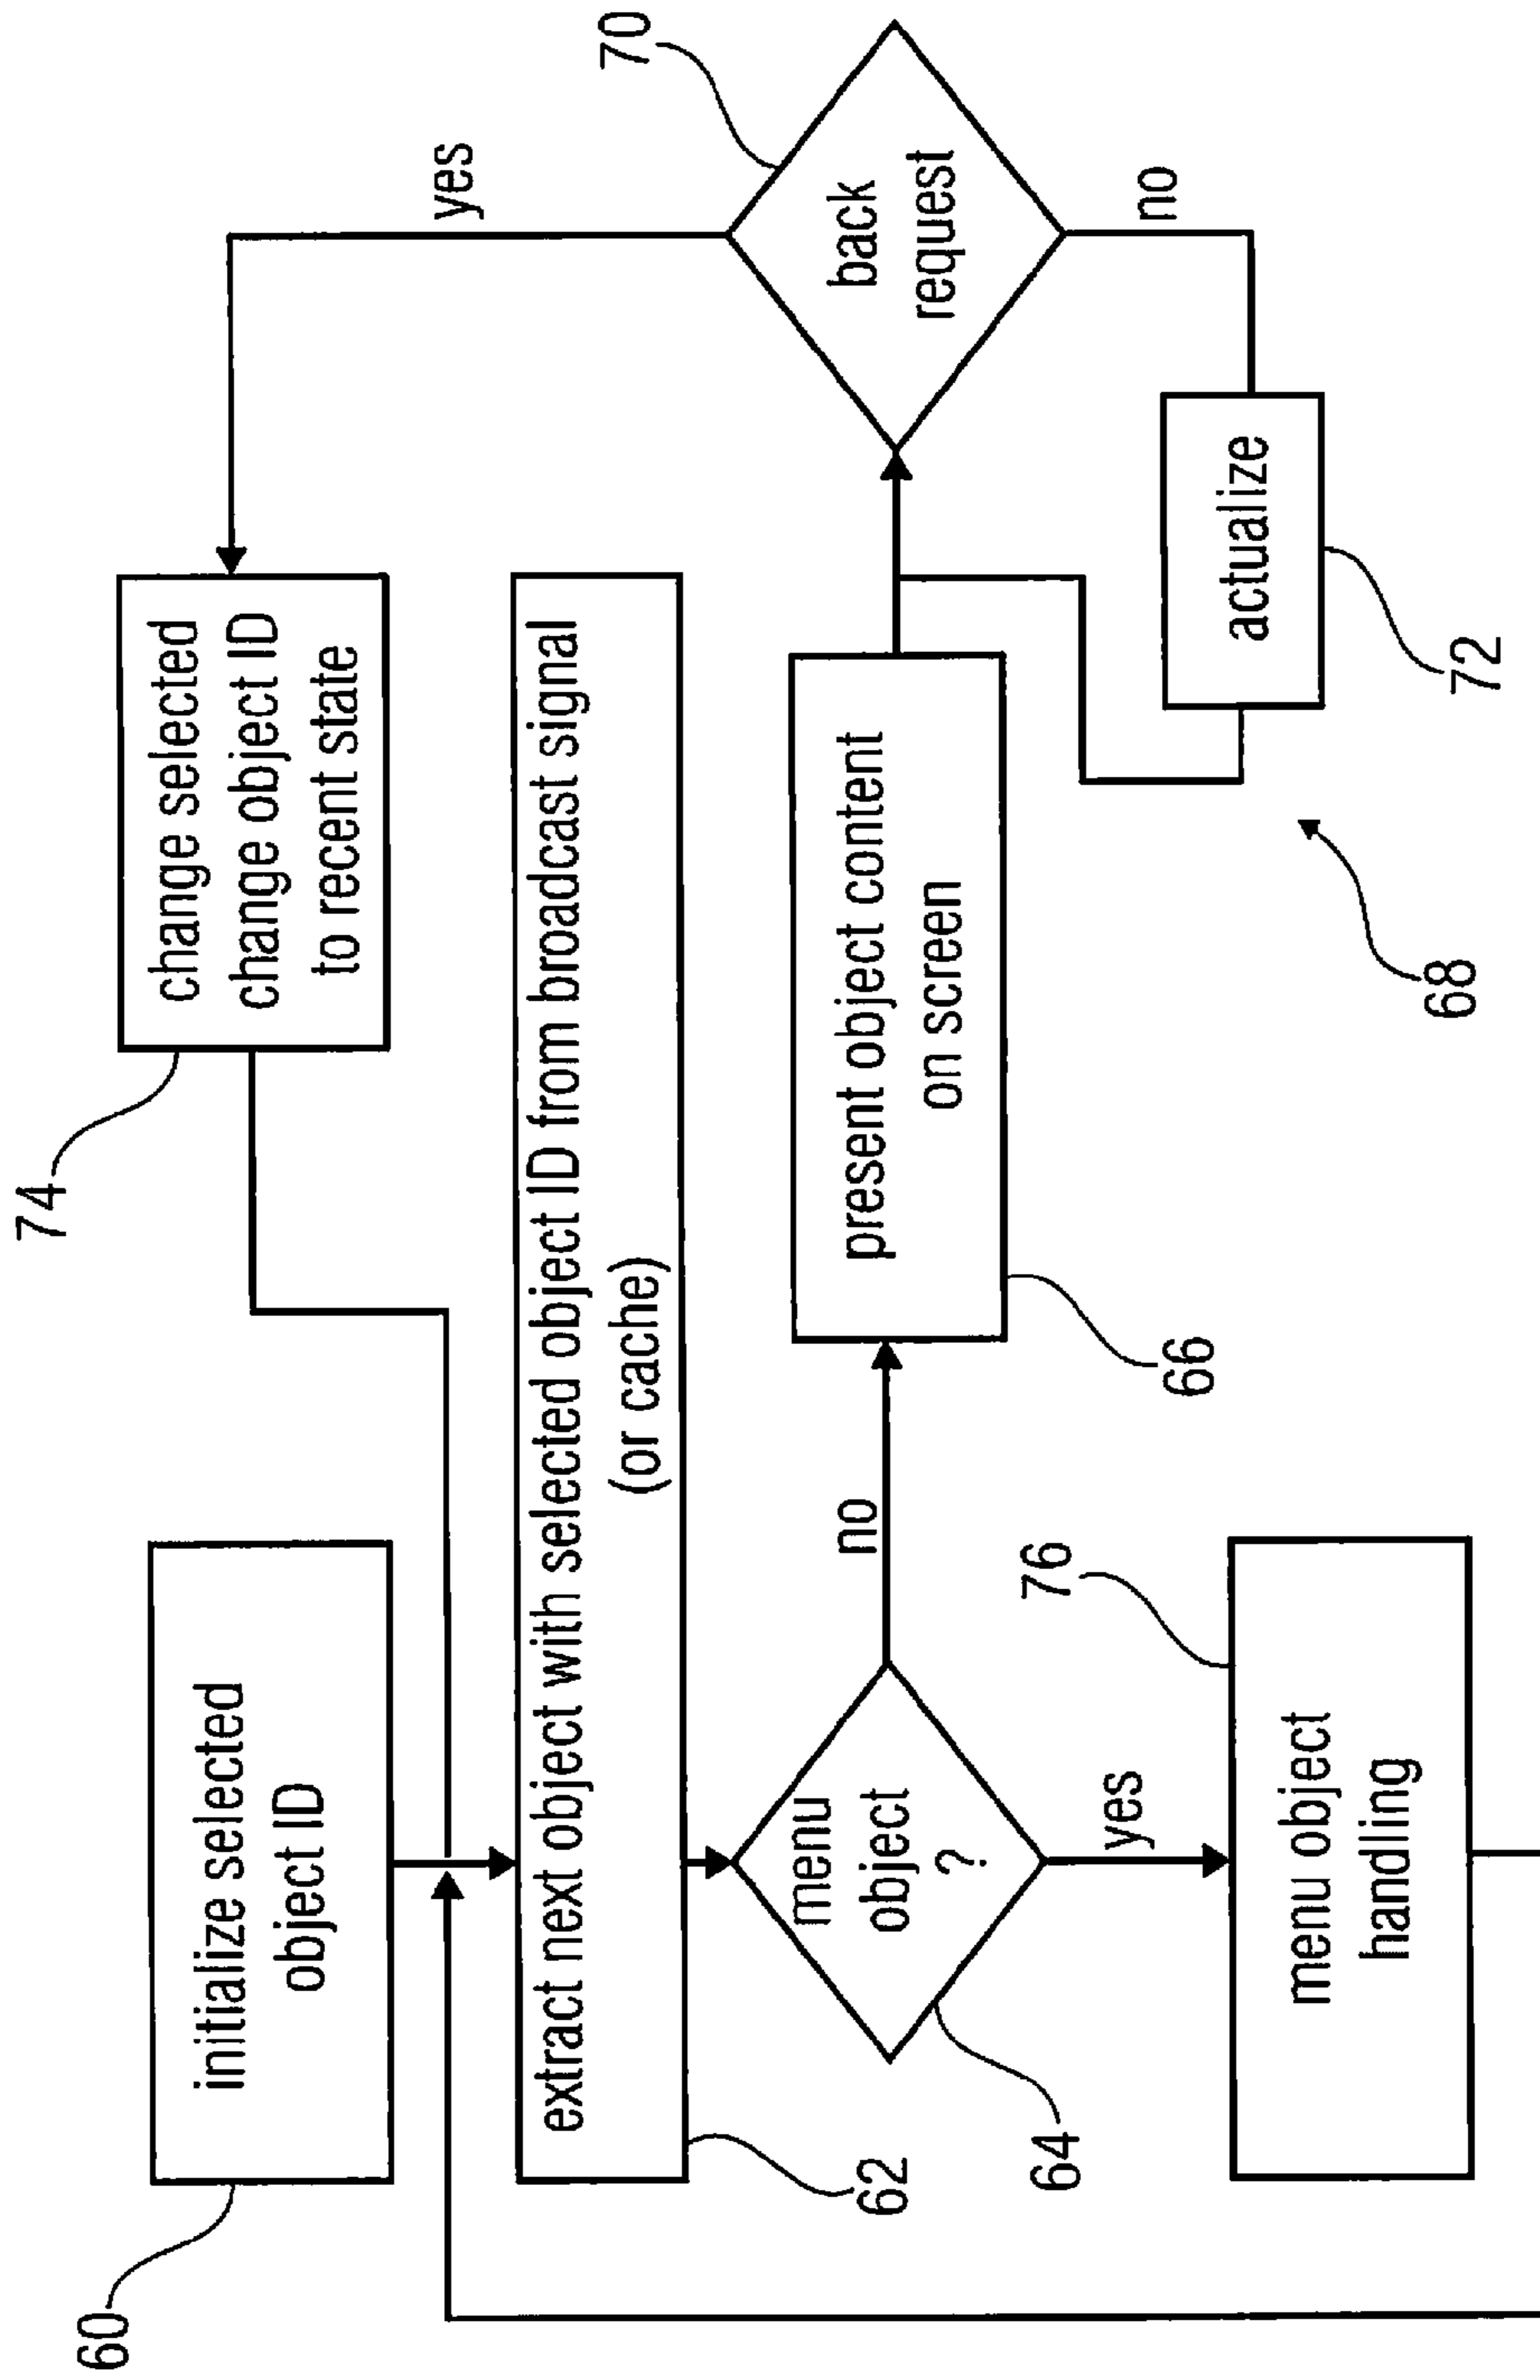 60
initialize selected
object ID
74
change selected
change object ID
to recent state
yes
extract next object with selected object ID from broadcast signal
(or cache)
62
menu
object
?
64
no
present object content
on screen
66
back
request
70
yes
menu object
handling
76
68
actualize
72
no